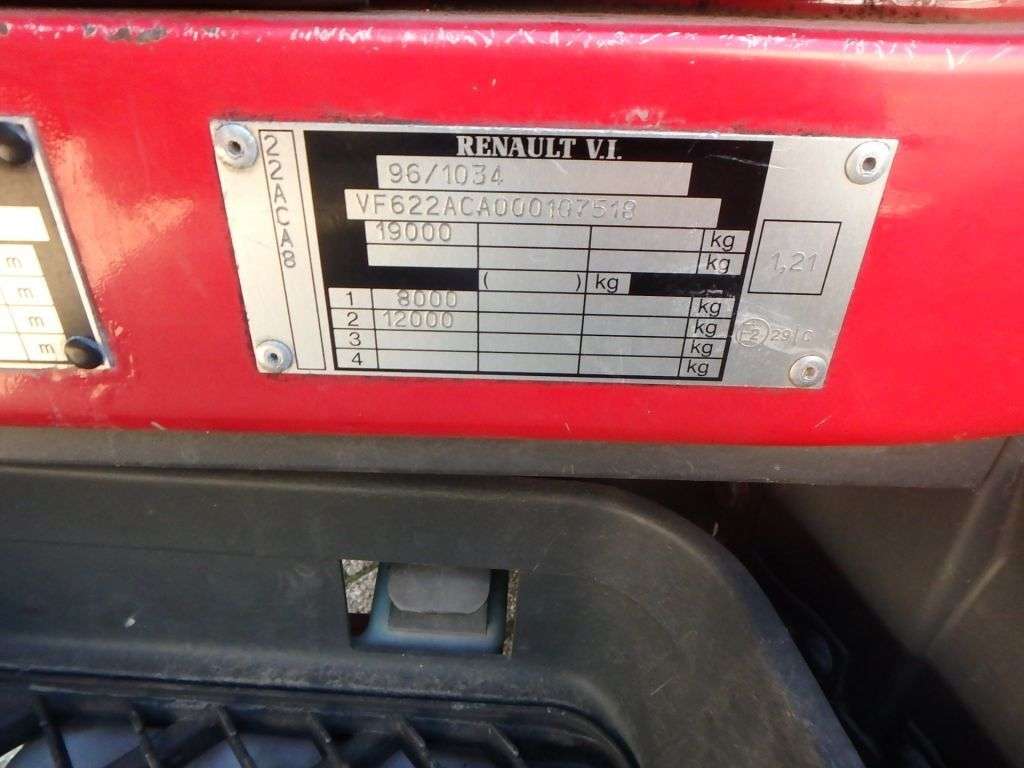 22ACA8
RENAULT V.I.
96/1034
VF622ACA000107518
19000 kg
kg
( ) kg
1 8000 kg
2 12000 kg
3 kg
4 kg
1,21
2 29 C
m
m
m
m